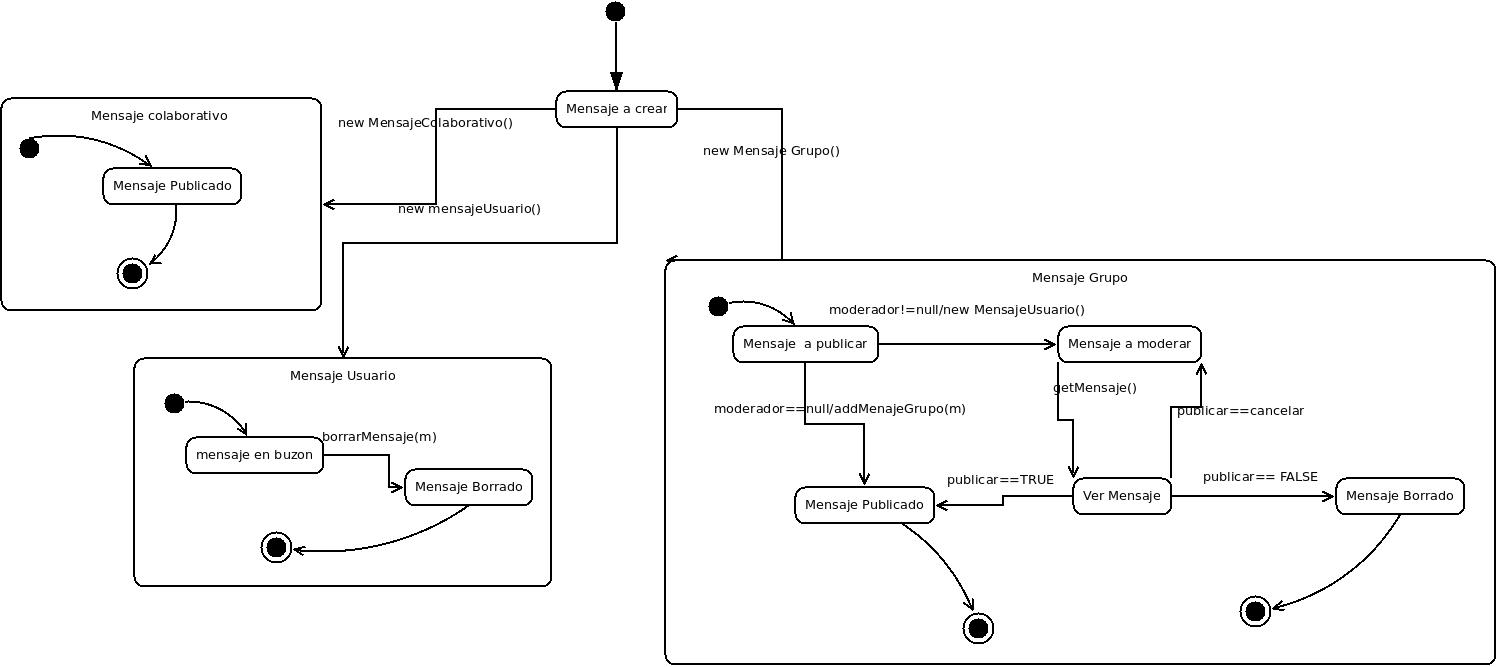 Mensaje a crear
Mensaje colaborativo
new MensajeColaborativo()
new Mensaje Grupo()
Mensaje Publicado
new mensajeUsuario()
Mensaje Grupo
moderador!=null/new MensajeUsuario()
Mensaje  a publicar
Mensaje a moderar
Mensaje Usuario
getMensaje()
moderador==null/addMenajeGrupo(m)
publicar==cancelar
borrarMensaje(m)
mensaje en buzon
publicar==TRUE
publicar== FALSE
Mensaje Borrado
Mensaje Publicado
Ver Mensaje
Mensaje Borrado